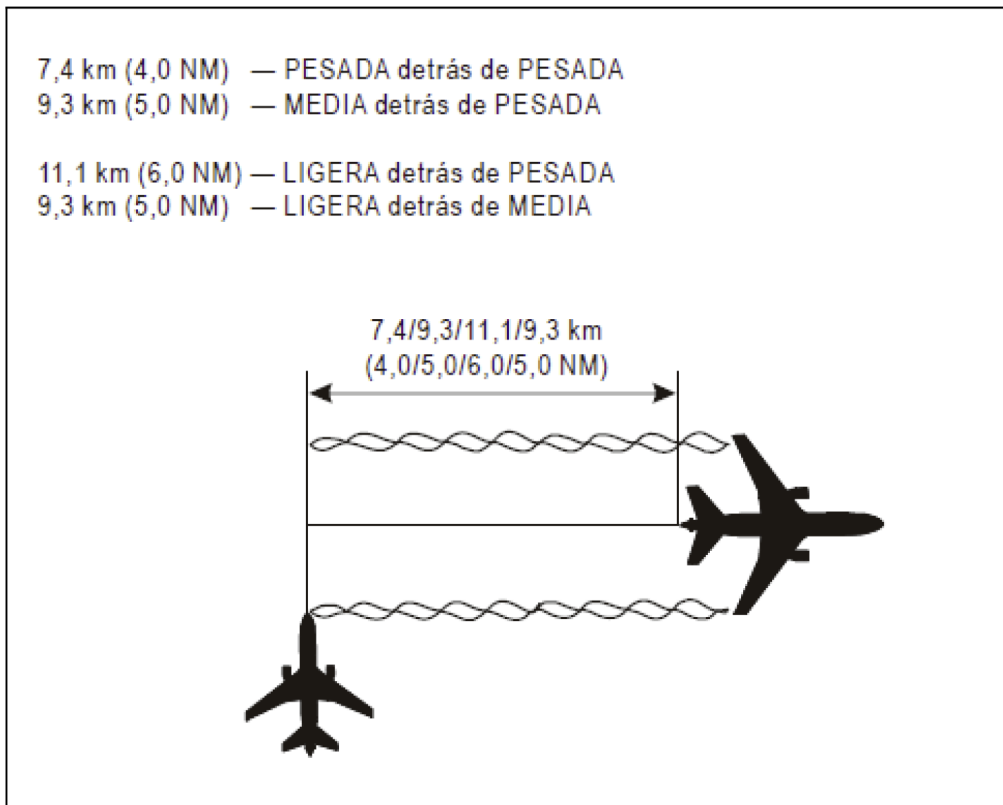 7,4 km (4,0 NM) — PESADA detrás de PESADA
9,3 km (5,0 NM) — MEDIA detrás de PESADA
11,1 km (6,0 NM) — LIGERA detrás de PESADA
9,3 km (5,0 NM) — LIGERA detrás de MEDIA
7,4/9,3/11,1/9,3 km
(4,0/5,0/6,0/5,0 NM)